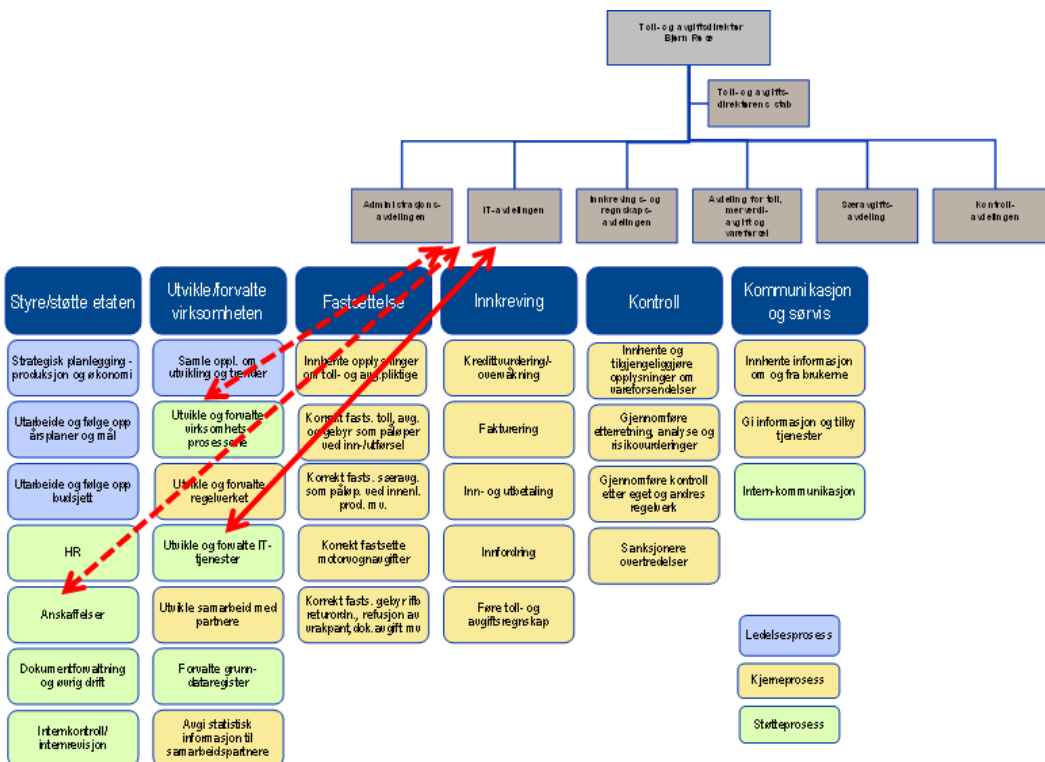 Toll- og avgiftsdirektør
Bjørn Røse
Toll- og avgifts-
direktørens stab
Administrasjons-
avdelingen
IT-avdelingen
Innkrevings- og
regnskaps-
avdelingen
Avdeling for toll,
merverdi-
avgift og
vareførsel
Særavgifts-
avdeling
Kontroll-
avdelingen
Styre/støtte etaten
Utvikle/forvalte
virksomheten
Fastsettelse
Innkreving
Kontroll
Kommunikasjon
og sørvis
Strategisk planlegging -
produksjon og økonomi
Utarbeide og følge opp
årsplaner og mål
Utarbeide og følge opp
budsjett
HR
Anskaffelser
Dokumentforvaltning
og øvrig drift
Internkontroll/
internrevisjon
Samle oppl. om
utvikling og trender
Utvikle og forvalte
virksomhets-
prosessene
Utvikle og forvalte
regelverket
Utvikle og forvalte IT-
tjenester
Utvikle samarbeid med
partnere
Forvalte grunn-
dataregister
Avgi statistisk
informasjon til
samarbeidspartnere
Innhente opplysninger
om toll- og avg.pliktige
Korrekt fasts. toll, avg.
og gebyr som påløper
ved inn-/utførsel
Korrekt fasts. særavg.
som påløp. ved innenl.
prod. mv.
Korrekt fastsette
motorvognavgifter
Korrekt fasts. gebyr ifb
returordn., refusjon av
vrakpant, dok.avgift mv
Kredittvurdering/-
overvåkning
Fakturering
Inn- og utbetaling
Innfordring
Føre toll- og
avgiftsregnskap
Innhente og
tilgjengeliggjøre
opplysninger om
vareforsendelser
Gjennomføre
etterretning, analyse og
risikovurderinger
Gjennomføre kontroll
etter eget og andres
regelverk
Sanksjonere
overtredelser
Innhente informasjon
om og fra brukerne
Gi informasjon og tilby
tjenester
Intern-kommunikasjon
Ledelsesprosess
Kjerneprosess
Støtteprosess